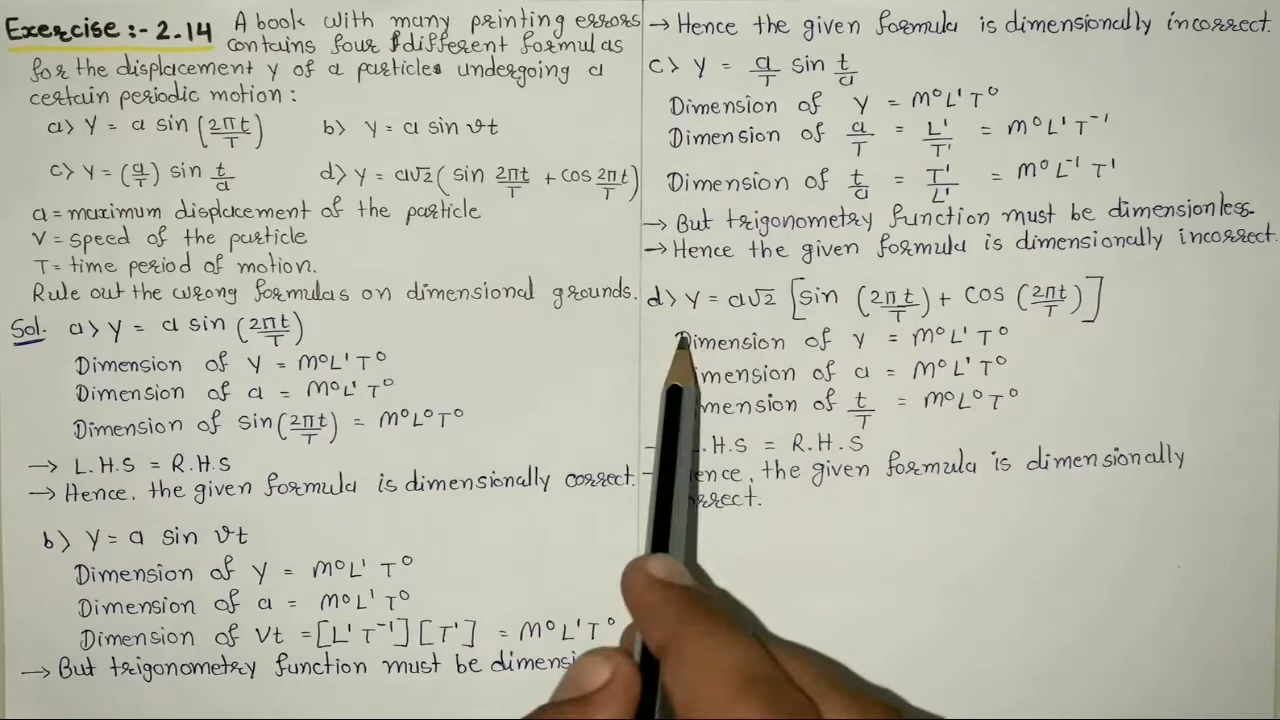 Exercise :- 2.14 A book with many printing errors
contains four different formulas
for the displacement y of a particles undergoing a
certain periodic motion :
a) y = a sin (2πt/T) b) y = a sin vt
c) y = (a/T) sin t/a d) y = a√2 ( sin 2πt/T + cos 2πt/T )
a = maximum displacement of the particle
v = speed of the particle
T = time period of motion.
Rule out the wrong formulas on dimensional grounds.
Sol. a) y = a sin (2πt/T)
Dimension of y = M⁰L¹T⁰
Dimension of a = M⁰L¹T⁰
Dimension of sin(2πt/T) = M⁰L⁰T⁰
→ L.H.S = R.H.S
→ Hence, the given formula is dimensionally correct.
b) y = a sin vt
Dimension of y = M⁰L¹T⁰
Dimension of a = M⁰L¹T⁰
Dimension of vt = [L¹T⁻¹][T¹] = M⁰L¹T⁰
→ But trigonometry function must be dimensi
→ Hence the given formula is dimensionally incorrect.
c) y = a/T sin t/a
Dimension of y = M⁰L¹T⁰
Dimension of a/T = L¹/T¹ = M⁰L¹T⁻¹
Dimension of t/a = T¹/L¹ = M⁰L⁻¹T¹
→ But trigonometry function must be dimensionless.
→ Hence the given formula is dimensionally incorrect.
d) y = a√2 [sin (2πt/T) + cos (2πt/T)]
Dimension of y = M⁰L¹T⁰
imension of a = M⁰L¹T⁰
mension of t/T = M⁰L⁰T⁰
.H.S = R.H.S
ence, the given formula is dimensionally
rrect.